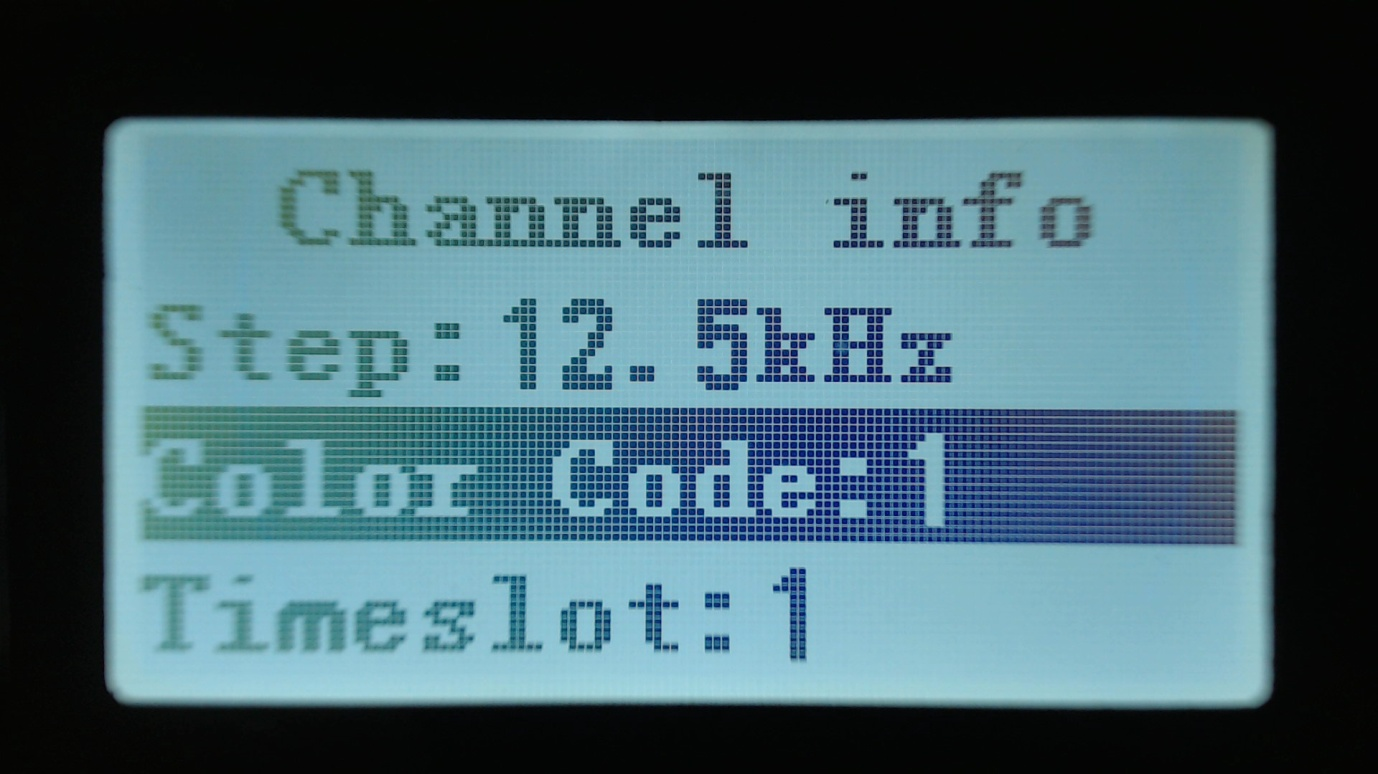 Channel info
Step:12.5kHz
Color Code:1
Timeslot:1